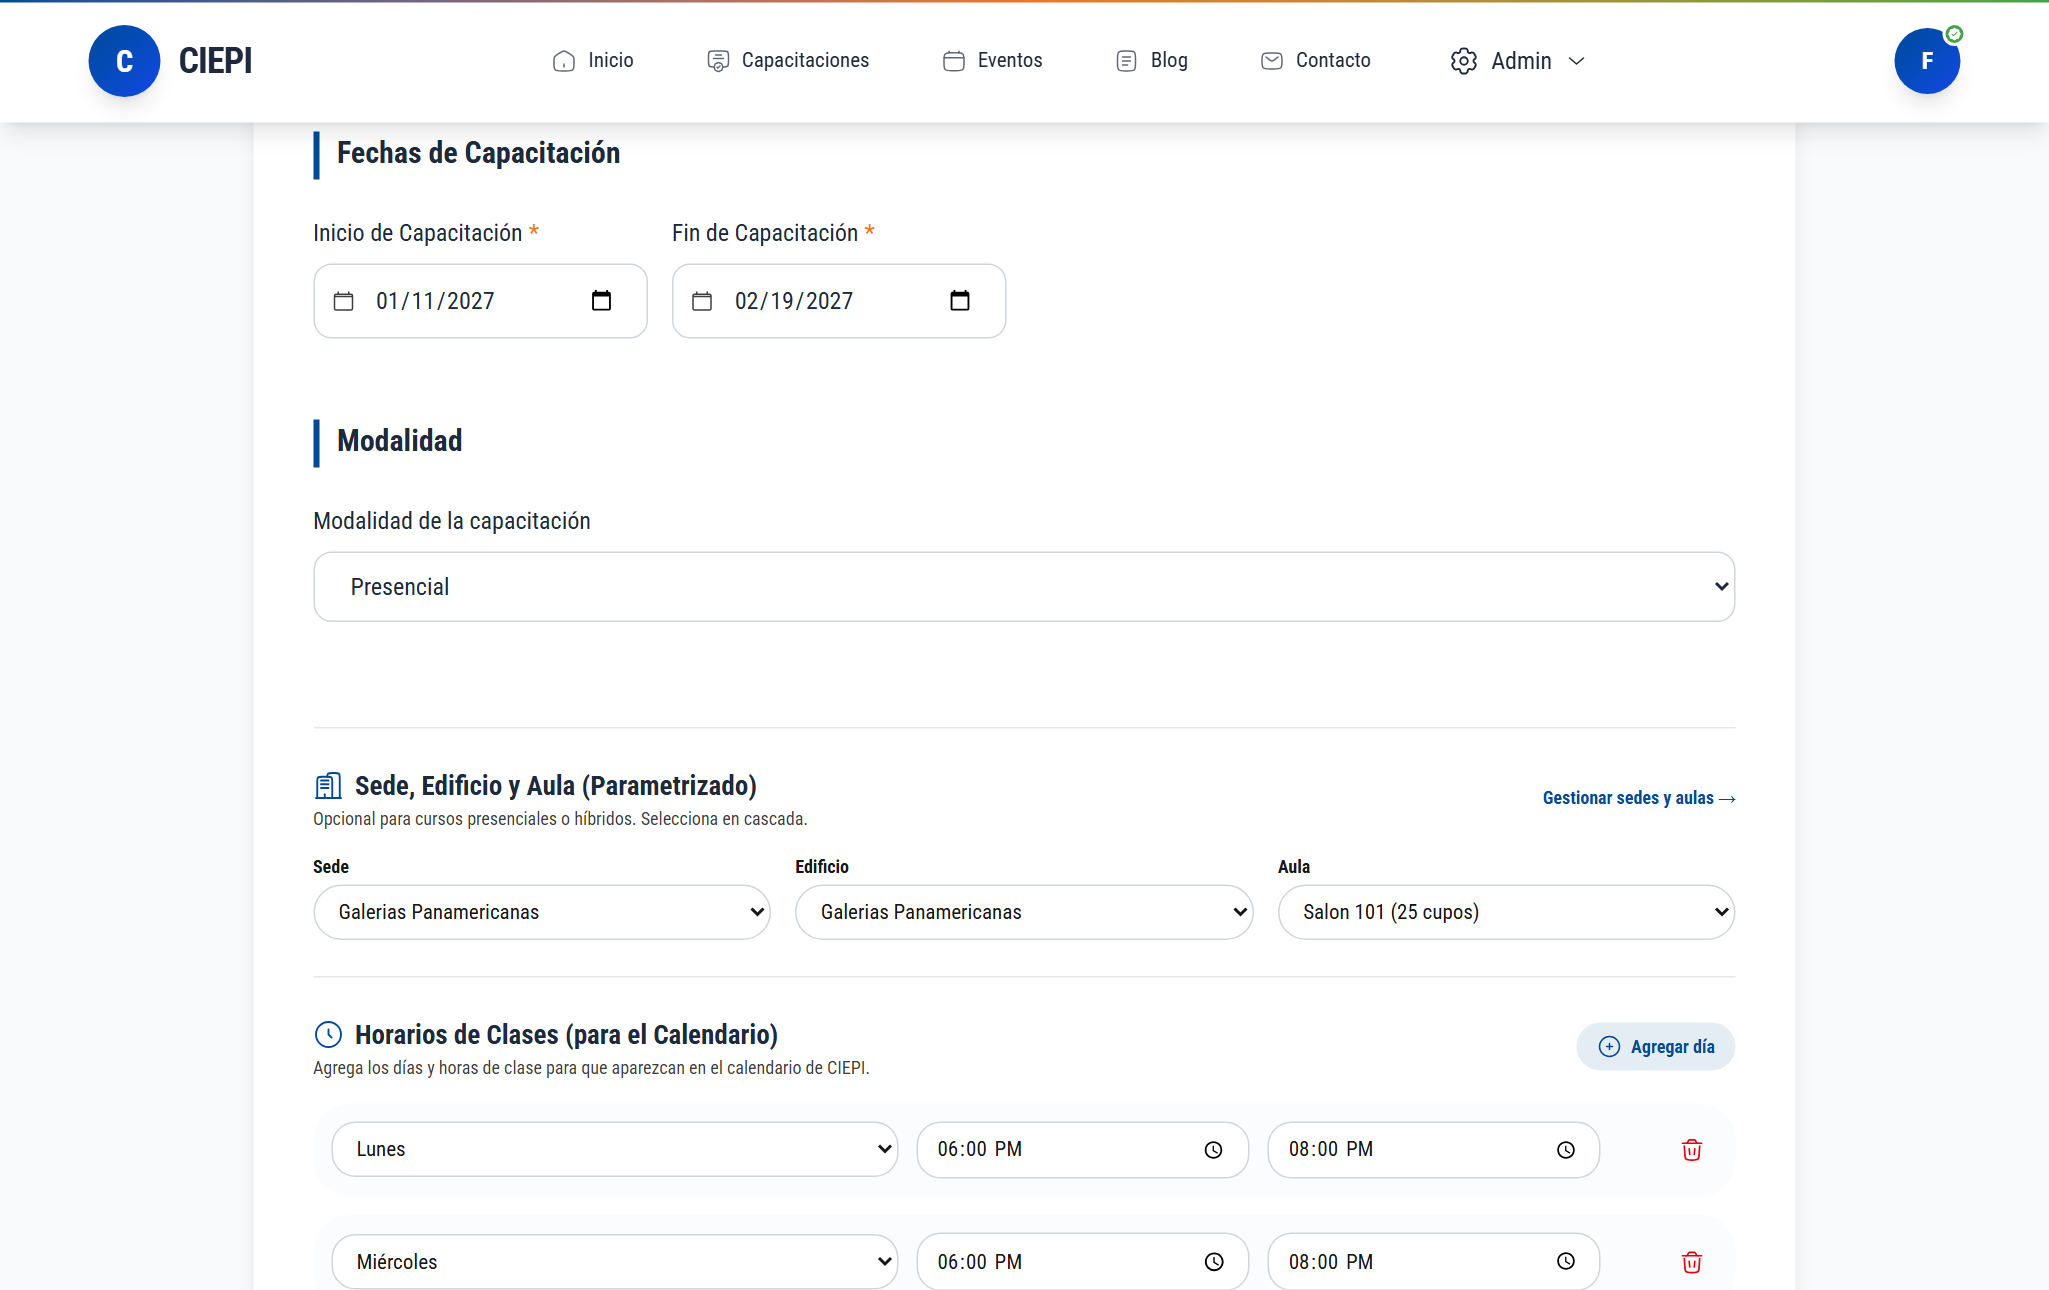 C CIEPI Inicio Capacitaciones Eventos Blog Contacto Admin F
Fechas de Capacitación
Inicio de Capacitación * Fin de Capacitación *
01/11/2027 02/19/2027
Modalidad
Modalidad de la capacitación
Presencial
Sede, Edificio y Aula (Parametrizado)
Gestionar sedes y aulas →
Opcional para cursos presenciales o híbridos. Selecciona en cascada.
Sede Edificio Aula
Galerias Panamericanas Galerias Panamericanas Salon 101 (25 cupos)
Horarios de Clases (para el Calendario)
Agregar día
Agrega los días y horas de clase para que aparezcan en el calendario de CIEPI.
Lunes 06:00 PM 08:00 PM
Miércoles 06:00 PM 08:00 PM